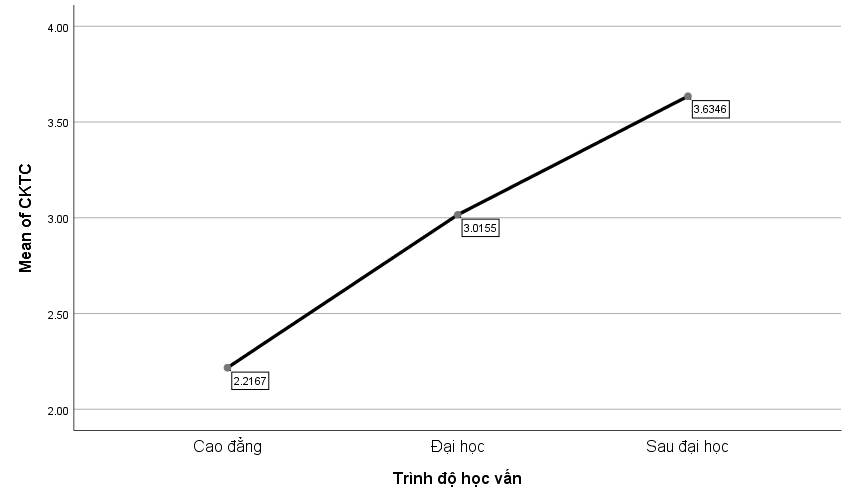 4.00
3.50
3.00
2.50
2.00
Mean of CKTC
3.6346
3.0155
2.2167
Cao đẳng
Đại học
Sau đại học
Trình độ học vấn